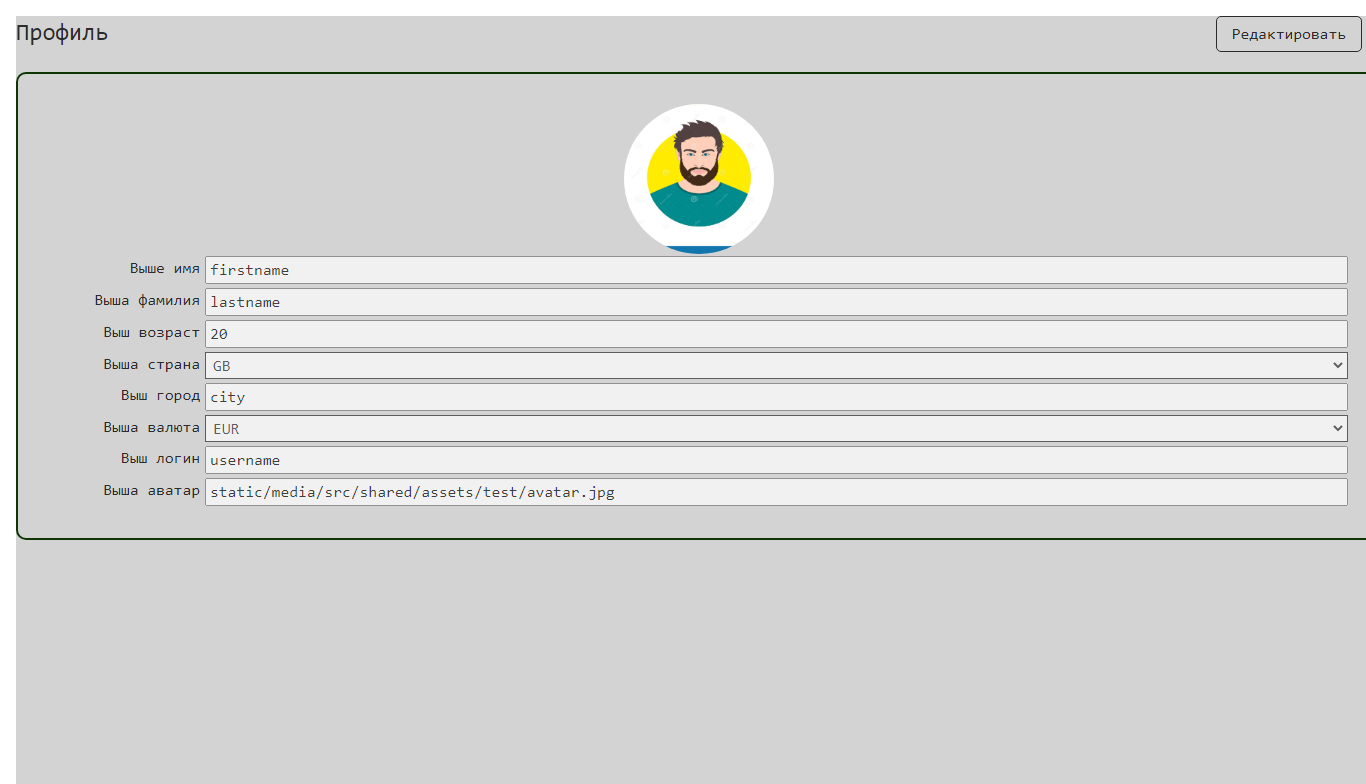 Профиль
Редактировать
Выше имя firstname
Выша фамилия lastname
Выш возраст 20
Выша страна GB
Выш город city
Выша валюта EUR
Выш логин username
Выша аватар static/media/src/shared/assets/test/avatar.jpg